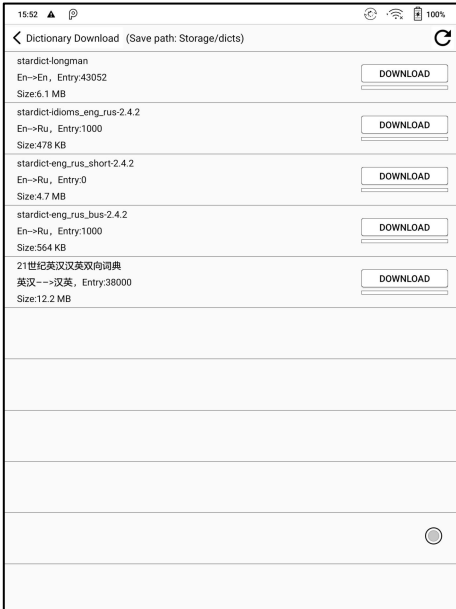 15:52 100%
Dictionary Download (Save path: Storage/dicts)
stardict-longman
En-->En, Entry:43052
Size:6.1 MB
DOWNLOAD
stardict-idioms_eng_rus-2.4.2
En-->Ru, Entry:1000
Size:478 KB
DOWNLOAD
stardict-eng_rus_short-2.4.2
En-->Ru, Entry:0
Size:4.7 MB
DOWNLOAD
stardict-eng_rus_bus-2.4.2
En-->Ru, Entry:1000
Size:564 KB
DOWNLOAD
21世纪英汉汉英双向词典
英汉-->汉英, Entry:38000
Size:12.2 MB
DOWNLOAD